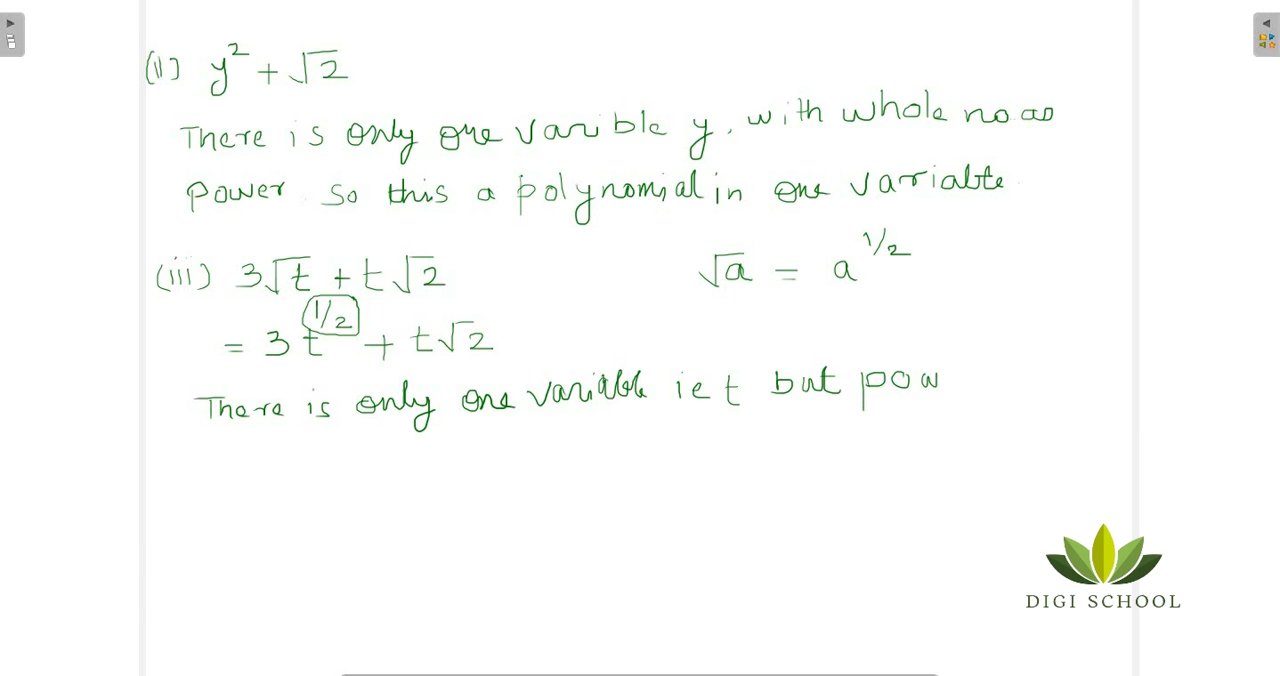 (ii) y² + √2
There is only one varible y, with whole no as
power. So this a polynomial in one variable
(iii) 3√t + t√2
√a = a^1/2
= 3t^1/2 + t√2
There is only one variable ie t but pow
DIGI SCHOOL